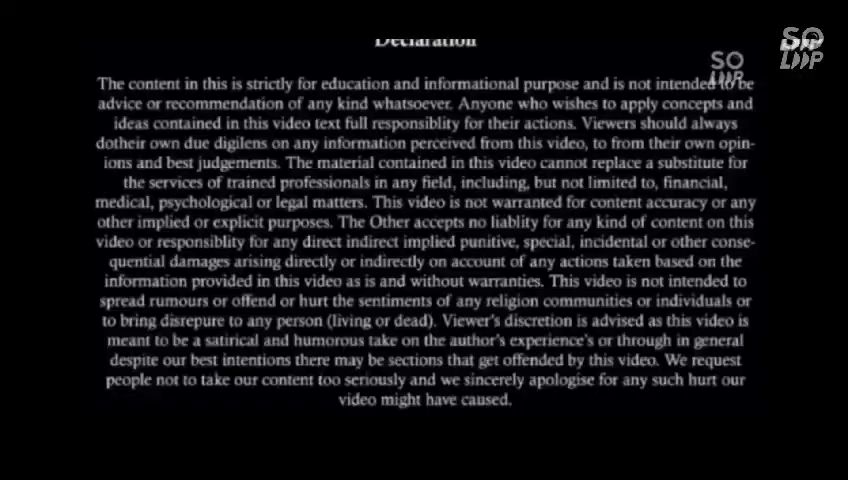 Declaration
SO
LOOP
SO
LOOP
The content in this is strictly for education and informational purpose and is not intended to be
advice or recommendation of any kind whatsoever. Anyone who wishes to apply concepts and
ideas contained in this video text full responsiblity for their actions. Viewers should always
dotheir own due digilens on any information perceived from this video, to from their own opin-
ions and best judgements. The material contained in this video cannot replace a substitute for
the services of trained professionals in any field, including, but not limited to, financial,
medical, psychological or legal matters. This video is not warranted for content accuracy or any
other implied or explicit purposes. The Other accepts no liablity for any kind of content on this
video or responsiblity for any direct indirect implied punitive, special, incidental or other conse-
quential damages arising directly or indirectly on account of any actions taken based on the
information provided in this video as is and without warranties. This video is not intended to
spread rumours or offend or hurt the sentiments of any religion communities or individuals or
to bring disrepure to any person (living or dead). Viewer's discretion is advised as this video is
meant to be a satirical and humorous take on the author's experience's or through in general
despite our best intentions there may be sections that get offended by this video. We request
people not to take our content too seriously and we sincerely apologise for any such hurt our
video might have caused.